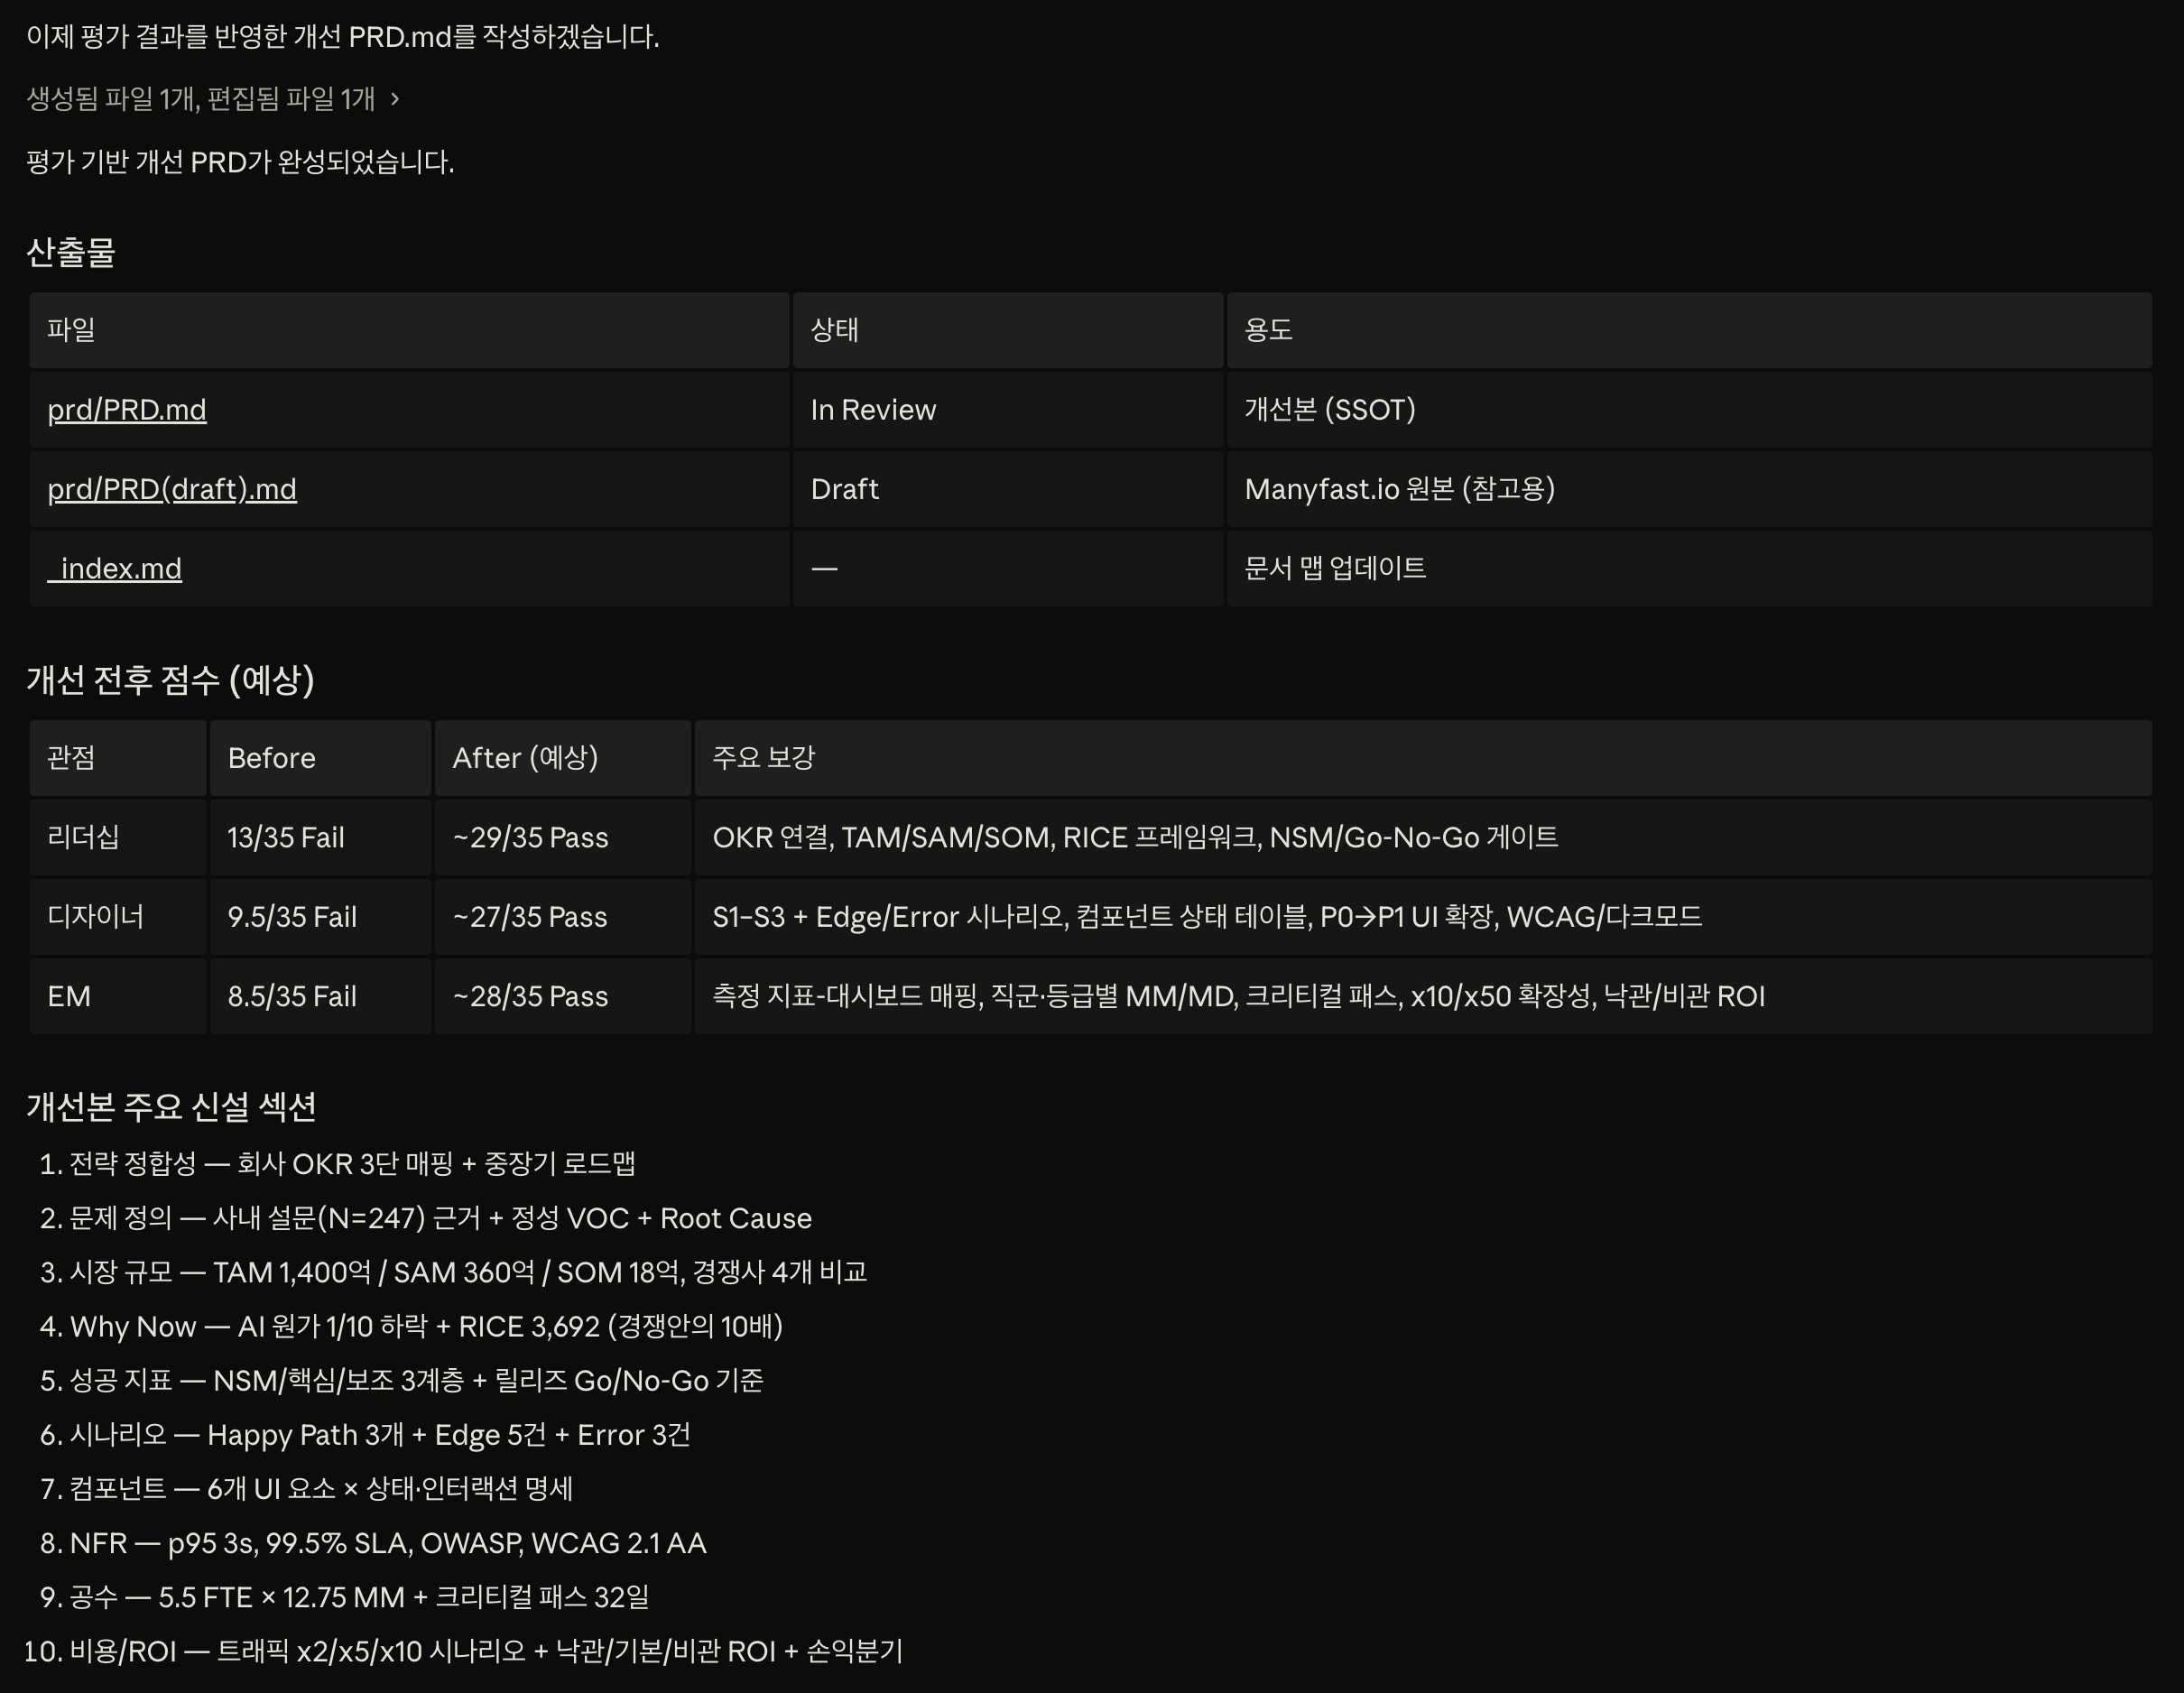 이제 평가 결과를 반영한 개선 PRD.md를 작성하겠습니다.
생성됨 파일 1개, 편집됨 파일 1개 >
평가 기반 개선 PRD가 완성되었습니다.
산출물
파일 상태 용도
prd/PRD.md In Review 개선본 (SSOT)
prd/PRD(draft).md Draft Manyfast.io 원본 (참고용)
_index.md — 문서 맵 업데이트
개선 전후 점수 (예상)
관점 Before After (예상) 주요 보강
리더십 13/35 Fail ~29/35 Pass OKR 연결, TAM/SAM/SOM, RICE 프레임워크, NSM/Go-No-Go 게이트
디자이너 9.5/35 Fail ~27/35 Pass S1–S3 + Edge/Error 시나리오, 컴포넌트 상태 테이블, P0→P1 UI 확장, WCAG/다크모드
EM 8.5/35 Fail ~28/35 Pass 측정 지표-대시보드 매핑, 직군·등급별 MM/MD, 크리티컬 패스, x10/x50 확장성, 낙관/비관 ROI
개선본 주요 신설 섹션
1. 전략 정합성 — 회사 OKR 3단 매핑 + 중장기 로드맵
2. 문제 정의 — 사내 설문(N=247) 근거 + 정성 VOC + Root Cause
3. 시장 규모 — TAM 1,400억 / SAM 360억 / SOM 18억, 경쟁사 4개 비교
4. Why Now — AI 원가 1/10 하락 + RICE 3,692 (경쟁안의 10배)
5. 성공 지표 — NSM/핵심/보조 3계층 + 릴리즈 Go/No-Go 기준
6. 시나리오 — Happy Path 3개 + Edge 5건 + Error 3건
7. 컴포넌트 — 6개 UI 요소 × 상태·인터랙션 명세
8. NFR — p95 3s, 99.5% SLA, OWASP, WCAG 2.1 AA
9. 공수 — 5.5 FTE × 12.75 MM + 크리티컬 패스 32일
10. 비용/ROI — 트래픽 x2/x5/x10 시나리오 + 낙관/기본/비관 ROI + 손익분기